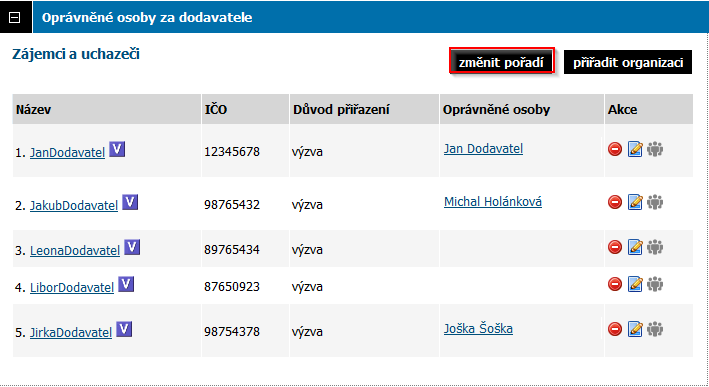 Oprávněné osoby za dodavatele
Zájemci a uchazeči
změnit pořadí přiřadit organizaci
Název IČO Důvod přiřazení Oprávněné osoby Akce
1. JanDodavatel V 12345678 výzva Jan Dodavatel
2. JakubDodavatel V 98765432 výzva Michal Holánková
3. LeonaDodavatel V 89765434 výzva
4. LiborDodavatel V 87650923 výzva
5. JirkaDodavatel V 98754378 výzva Joška Šoška